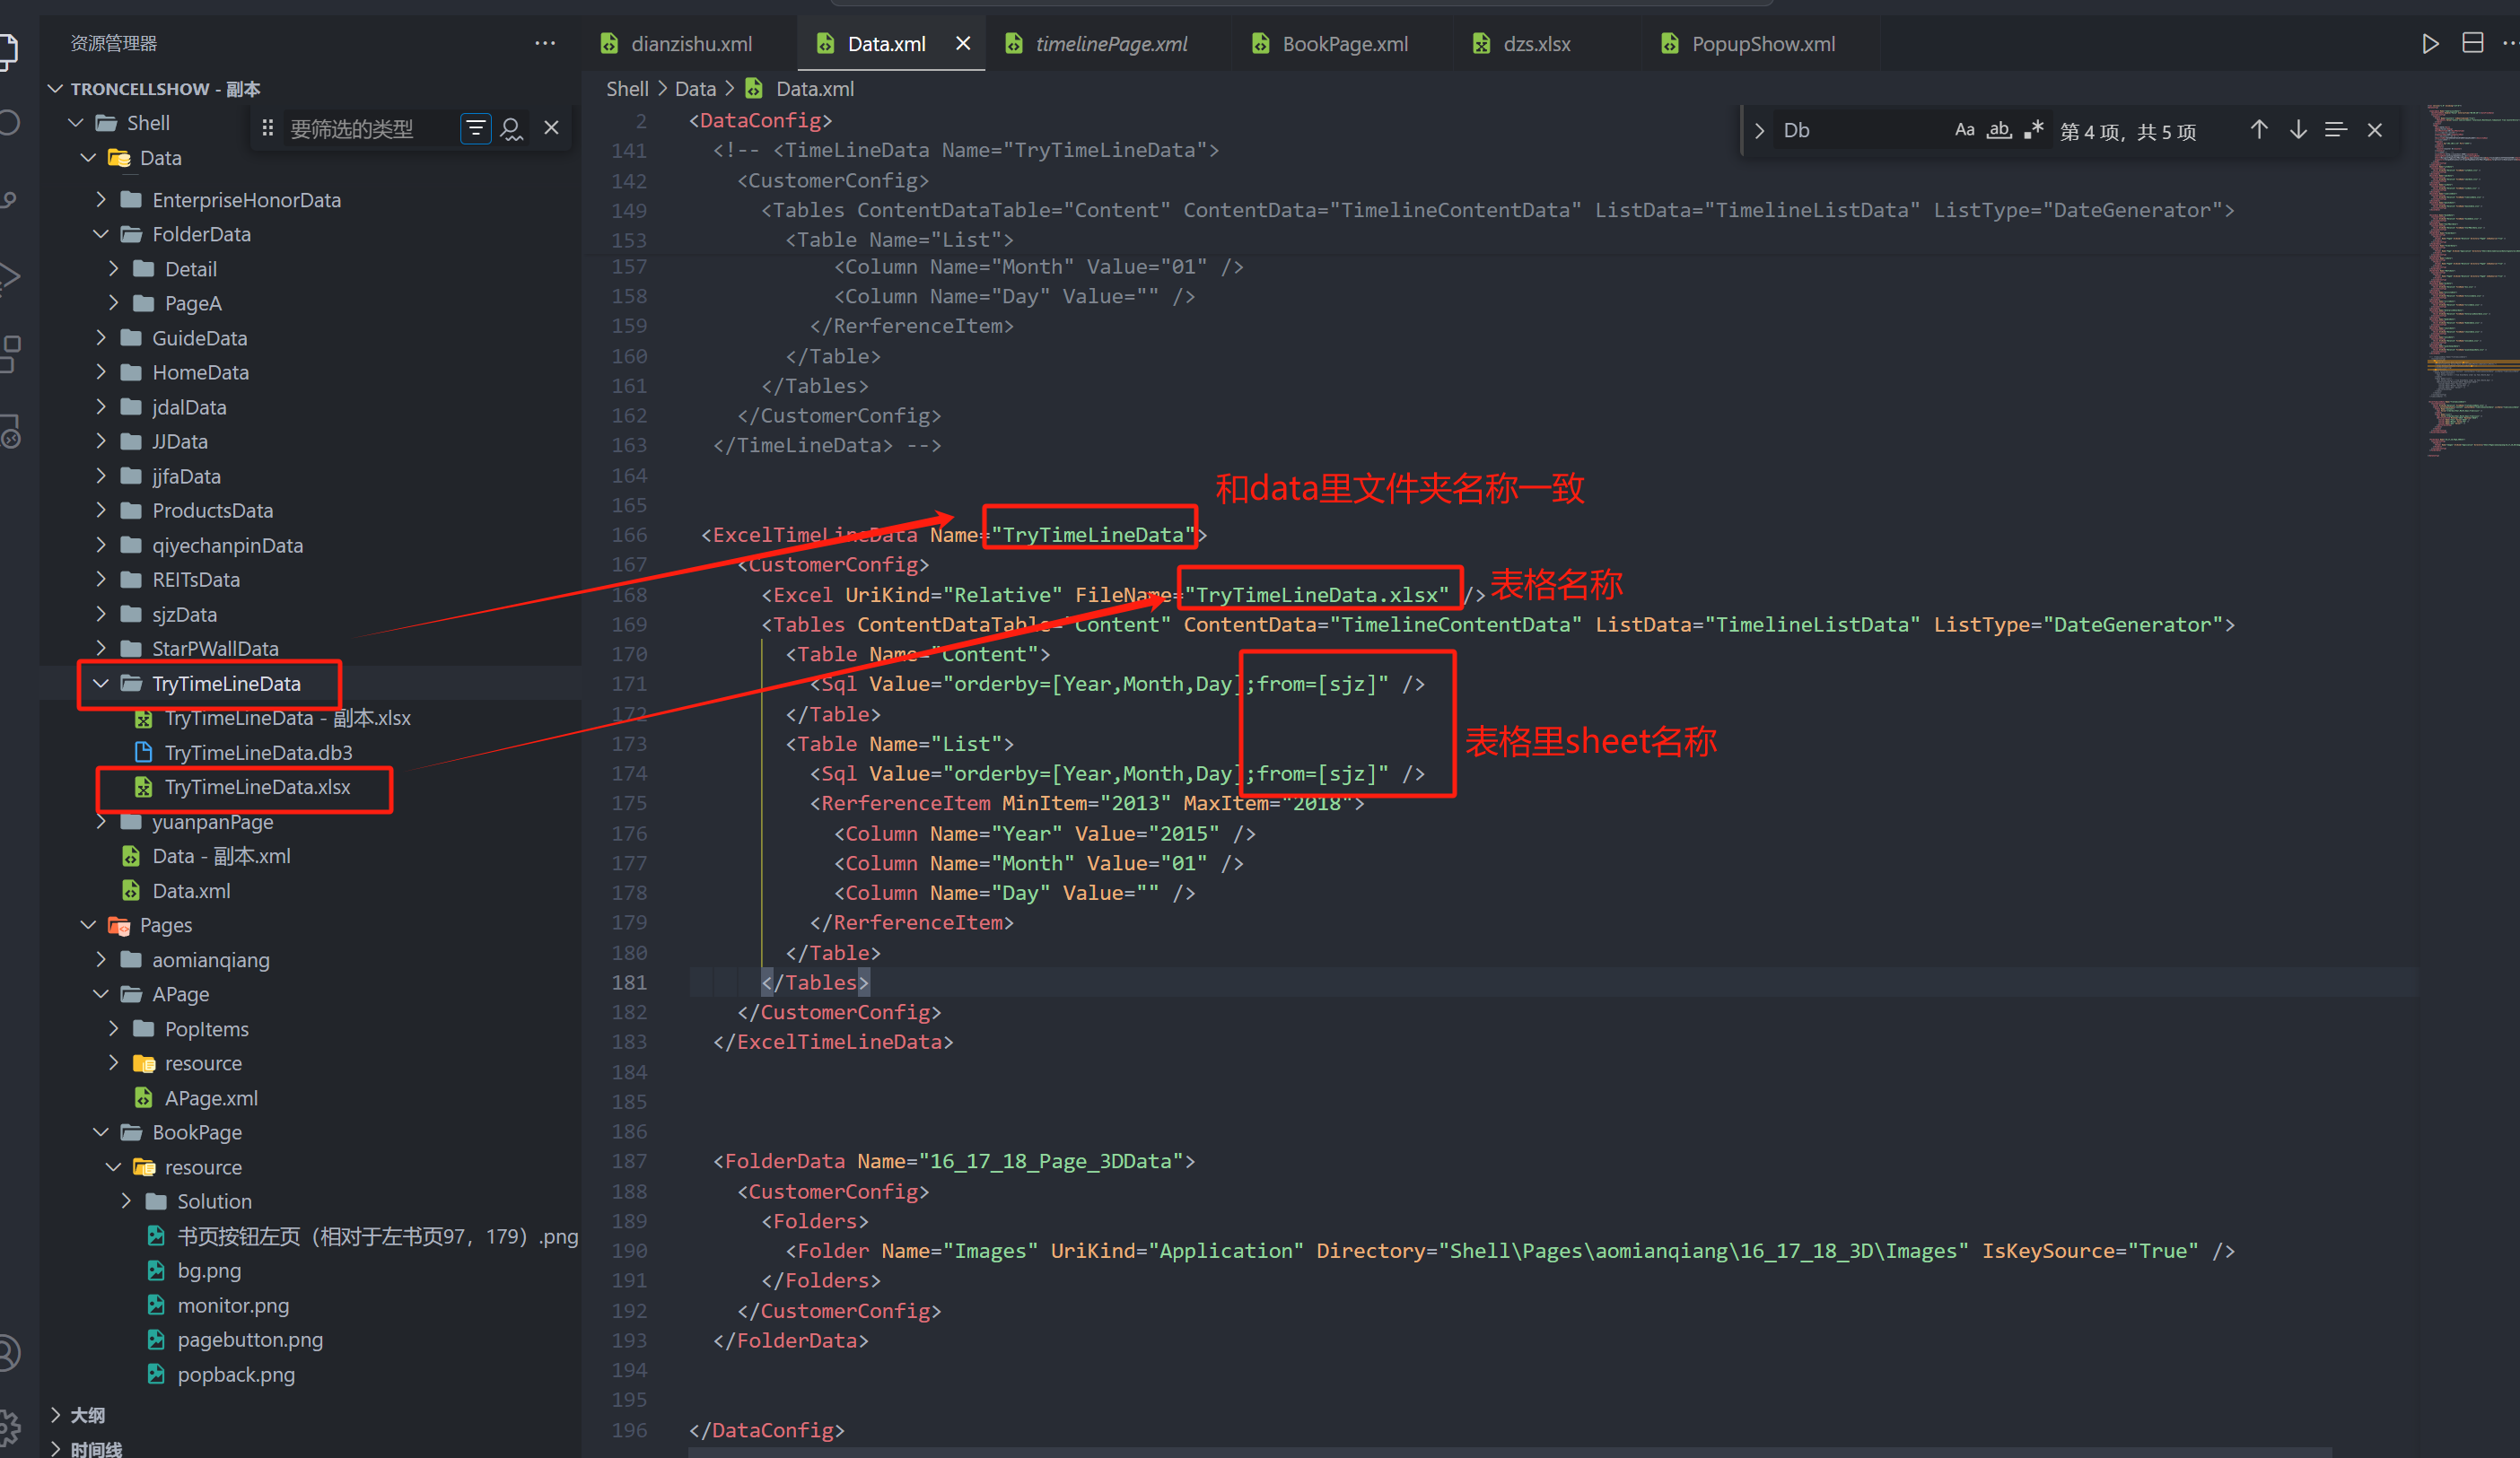 资源管理器
TRONCELLSHOW - 副本
Shell
要筛选的类型
Data
EnterpriseHonorData
FolderData
Detail
PageA
GuideData
HomeData
jdalData
JJData
jjfaData
ProductsData
qiyechanpinData
REITsData
sjzData
StarPWallData
TryTimeLineData
TryTimeLineData - 副本.xlsx
TryTimeLineData.db3
TryTimeLineData.xlsx
yuanpanPage
Data - 副本.xml
Data.xml
Pages
aomianqiang
APage
PopItems
resource
APage.xml
BookPage
resource
Solution
书页按钮左页（相对于左书页97，179）.png
bg.png
monitor.png
pagebutton.png
popback.png
大纲
时间线
dianzishu.xml
Data.xml
timelinePage.xml
BookPage.xml
dzs.xlsx
PopupShow.xml
Shell > Data > Data.xml
Db
Aa ab .* 第 4 项，共 5 项
2 <DataConfig>
141 <!-- <TimeLineData Name="TryTimeLineData">
142 <CustomerConfig>
149 <Tables ContentDataTable="Content" ContentData="TimelineContentData" ListData="TimelineListData" ListType="DateGenerator">
153 <Table Name="List">
157 <Column Name="Month" Value="01" />
158 <Column Name="Day" Value="" />
159 </RerferenceItem>
160 </Table>
161 </Tables>
162 </CustomerConfig>
163 </TimeLineData> -->
164
和data里文件夹名称一致
165
166 <ExcelTimeLineData Name="TryTimeLineData">
167 <CustomerConfig>
168 <Excel UriKind="Relative" FileName="TryTimeLineData.xlsx" />
表格名称
169 <Tables ContentDataTable="Content" ContentData="TimelineContentData" ListData="TimelineListData" ListType="DateGenerator">
170 <Table Name="Content">
171 <Sql Value="orderby=[Year,Month,Day];from=[sjz]" />
172 </Table>
173 <Table Name="List">
表格里sheet名称
174 <Sql Value="orderby=[Year,Month,Day];from=[sjz]" />
175 <RerferenceItem MinItem="2013" MaxItem="2018">
176 <Column Name="Year" Value="2015" />
177 <Column Name="Month" Value="01" />
178 <Column Name="Day" Value="" />
179 </RerferenceItem>
180 </Table>
181 </Tables>
182 </CustomerConfig>
183 </ExcelTimeLineData>
184
185
186
187 <FolderData Name="16_17_18_Page_3DData">
188 <CustomerConfig>
189 <Folders>
190 <Folder Name="Images" UriKind="Application" Directory="Shell\Pages\aomianqiang\16_17_18_3D\Images" IsKeySource="True" />
191 </Folders>
192 </CustomerConfig>
193 </FolderData>
194
195
196 </DataConfig>